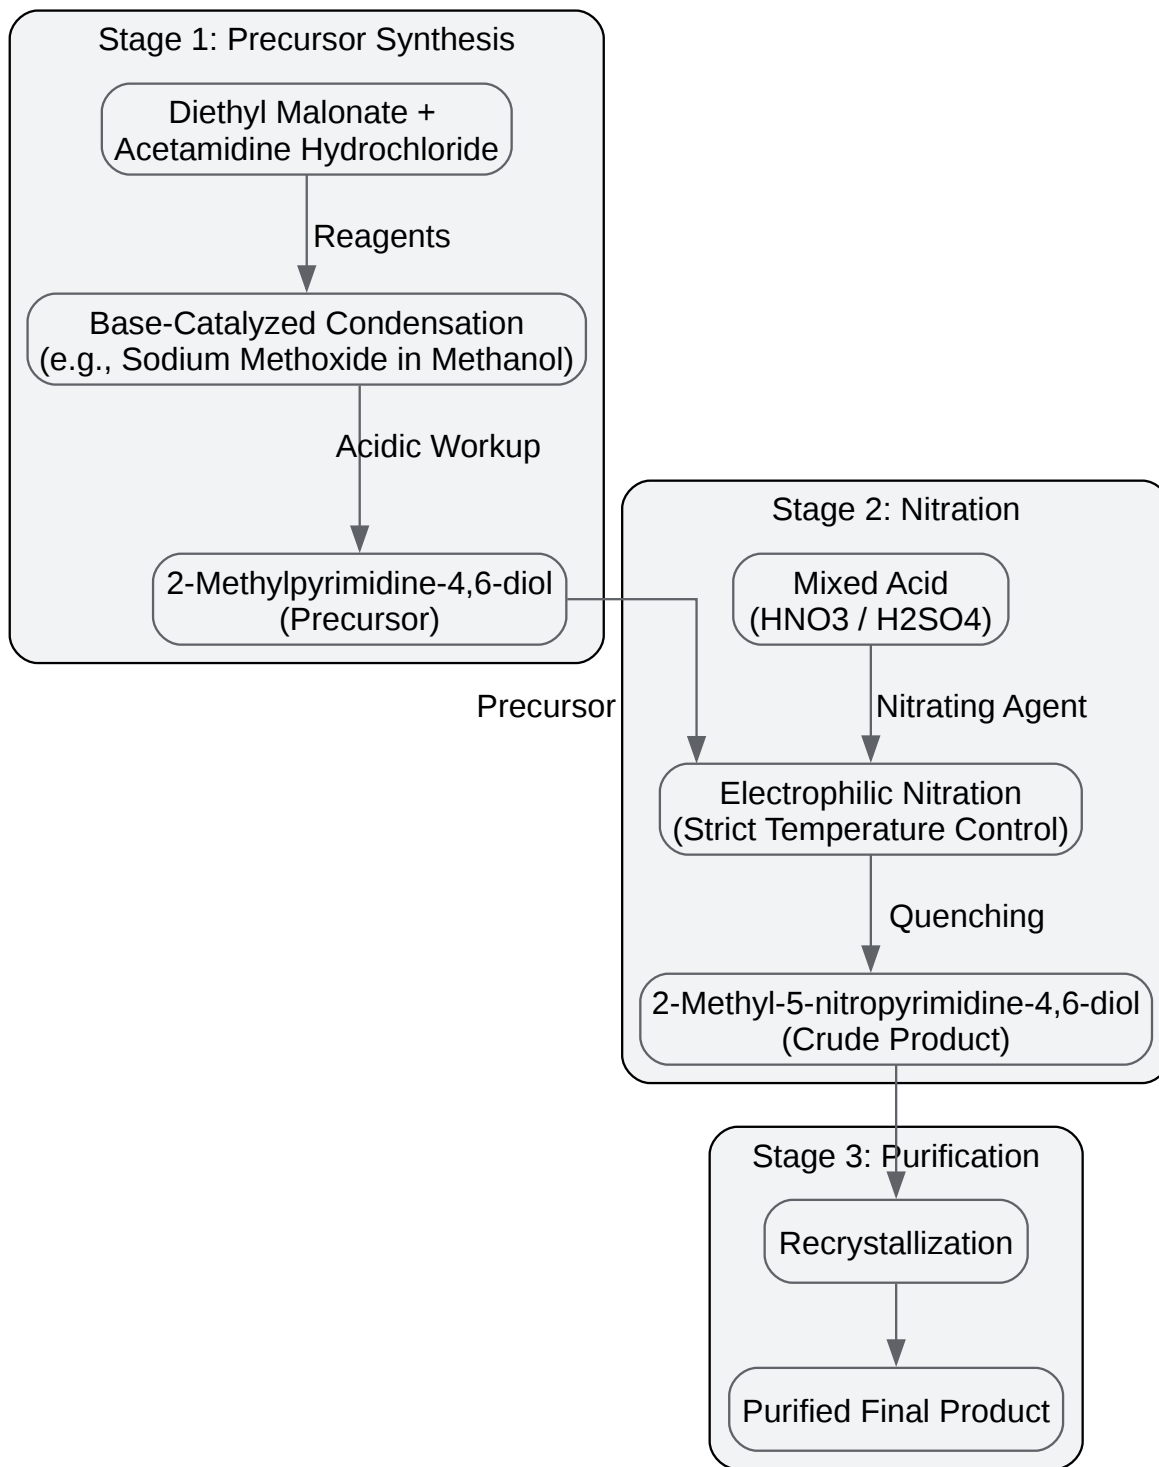 Stage 1: Precursor Synthesis
Diethyl Malonate +
Acetamidine Hydrochloride
Reagents
Base-Catalyzed Condensation
(e.g., Sodium Methoxide in Methanol)
Acidic Workup
2-Methylpyrimidine-4,6-diol
(Precursor)
Precursor
Stage 2: Nitration
Mixed Acid
(HNO3 / H2SO4)
Nitrating Agent
Electrophilic Nitration
(Strict Temperature Control)
Quenching
2-Methyl-5-nitropyrimidine-4,6-diol
(Crude Product)
Stage 3: Purification
Recrystallization
Purified Final Product